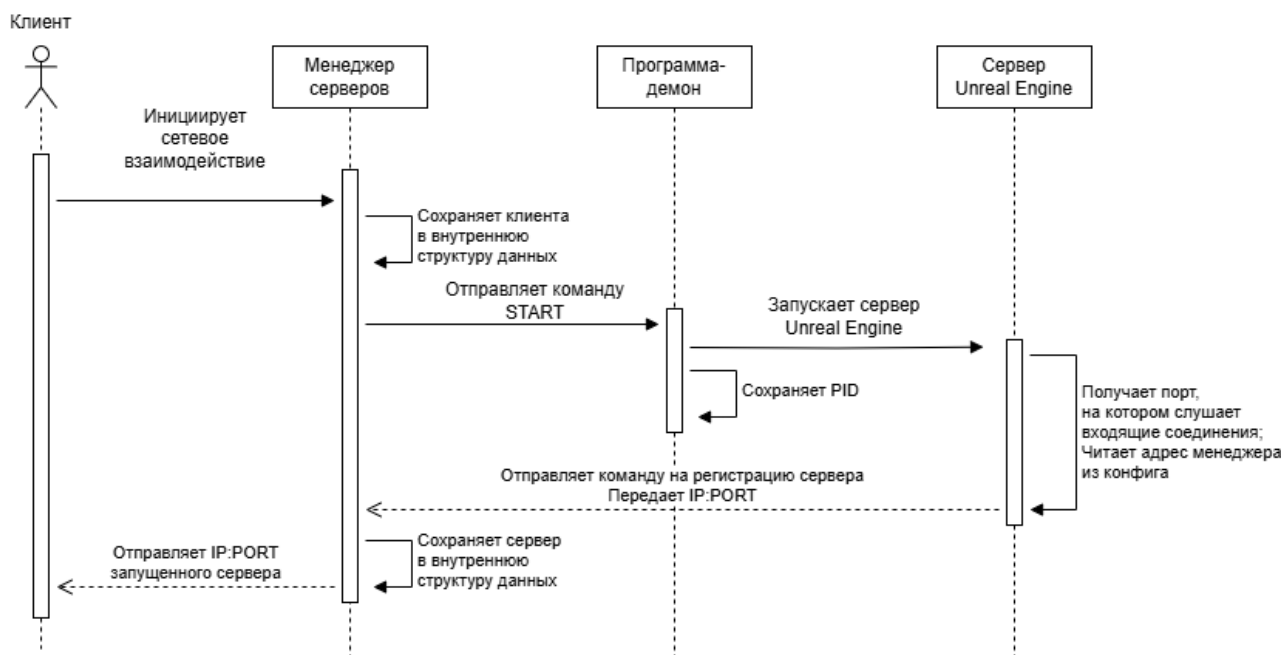 Клиент
Менеджер
серверов
Программа-
демон
Сервер
Unreal Engine
Инициирует
сетевое
взаимодействие
Сохраняет клиента
в внутреннюю
структуру данных
Отправляет команду
START
Запускает сервер
Unreal Engine
Сохраняет PID
Получает порт,
на котором слушает
входящие соединения;
Читает адрес менеджера
из конфига
Отправляет команду на регистрацию сервера
Передает IP:PORT
Сохраняет сервер
в внутреннюю
структуру данных
Отправляет IP:PORT
запущенного сервера